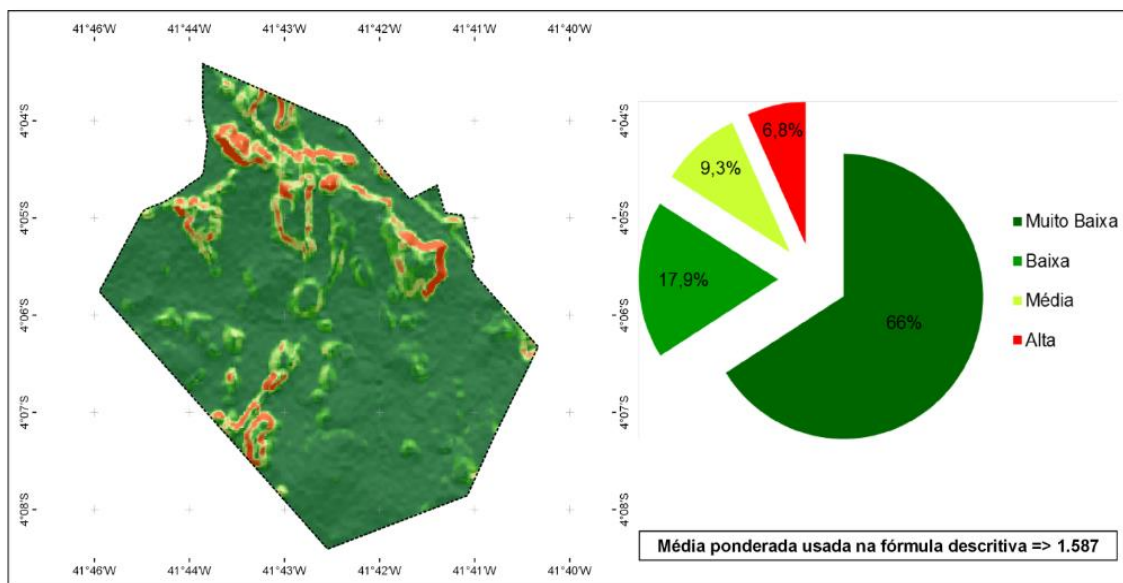 41°46'W 41°44'W 41°43'W 41°42'W 41°41'W 41°40'W
4°04'S
4°05'S
4°06'S
4°07'S
4°08'S
4°04'S
4°05'S
4°06'S
4°07'S
4°08'S
41°46'W 41°44'W 41°43'W 41°42'W 41°41'W 41°40'W
6,8%
9,3%
17,9%
66%
Muito Baixa
Baixa
Média
Alta
Média ponderada usada na fórmula descritiva => 1.587